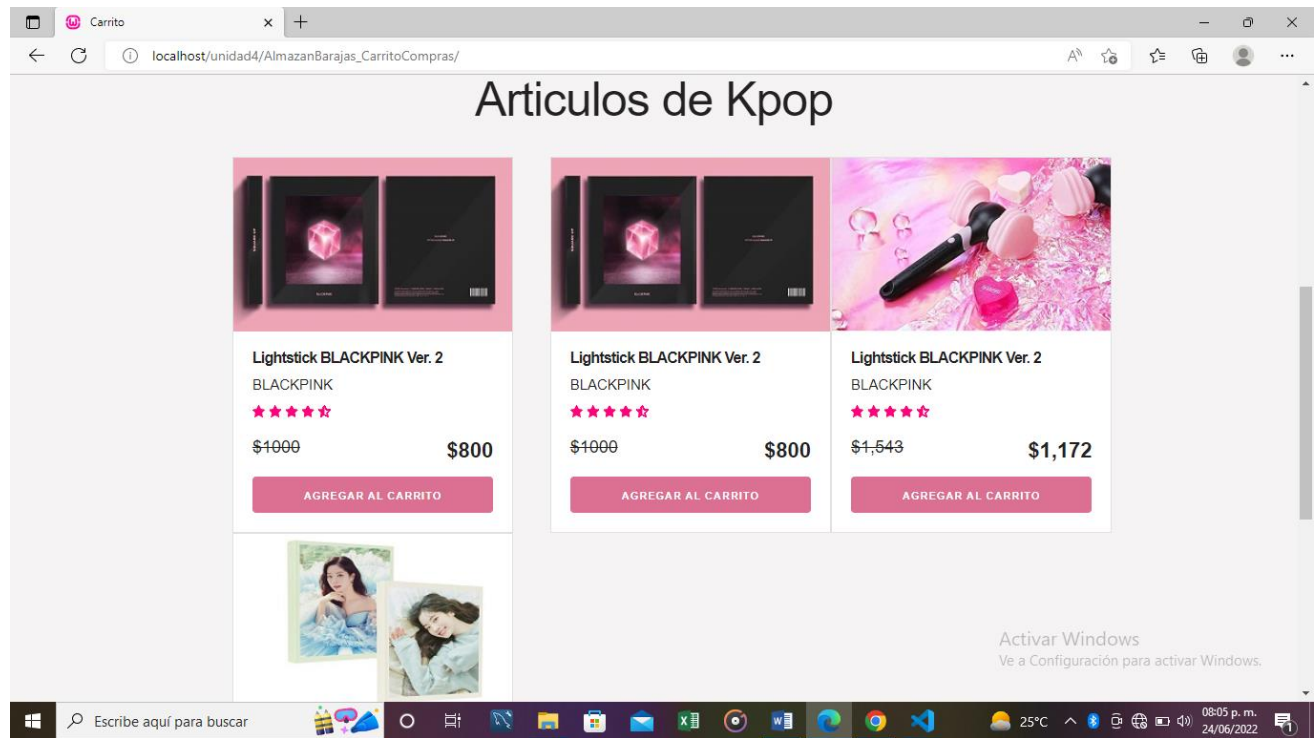 Carrito
localhost/unidad4/AlmazanBarajas_CarritoCompras/
Articulos de Kpop
Lightstick BLACKPINK Ver. 2
BLACKPINK
$1000 $800
AGREGAR AL CARRITO
Lightstick BLACKPINK Ver. 2
BLACKPINK
$1000 $800
AGREGAR AL CARRITO
Lightstick BLACKPINK Ver. 2
BLACKPINK
$1,543 $1,172
AGREGAR AL CARRITO
Activar Windows
Ve a Configuración para activar Windows.
Escribe aquí para buscar
25°C
08:05 p. m.
24/06/2022
1